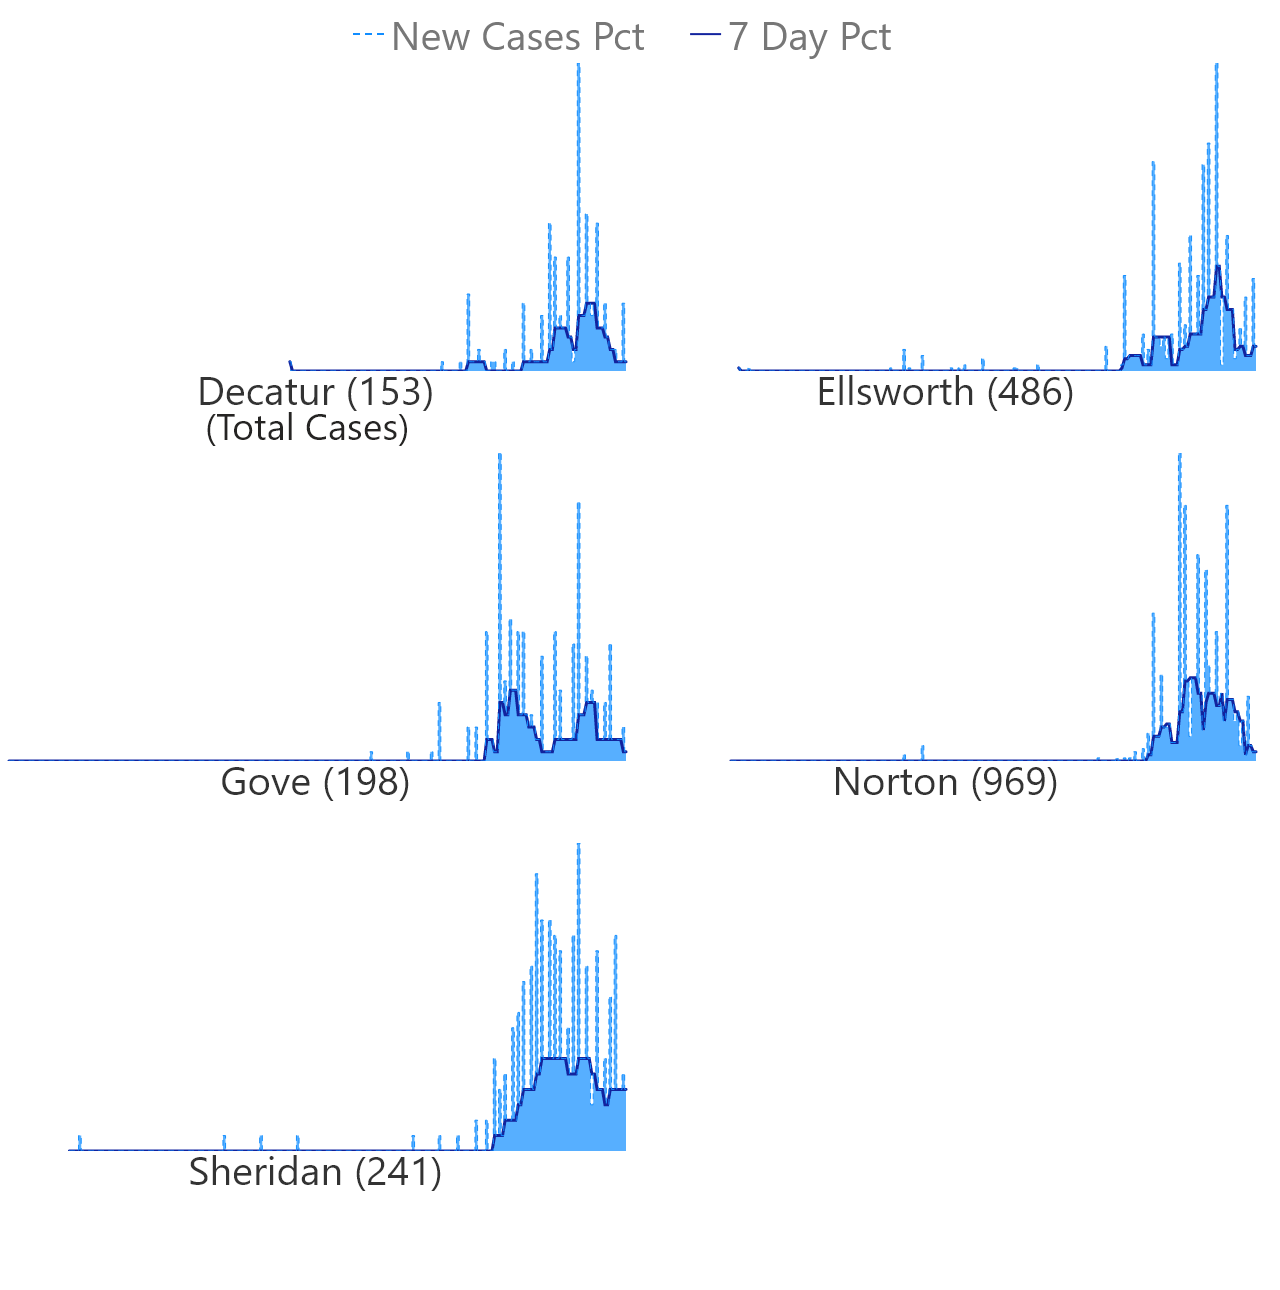 New Cases Pct 7 Day Pct
Decatur (153) Ellsworth (486)
(Total Cases)
Gove (198) Norton (969)
Sheridan (241)